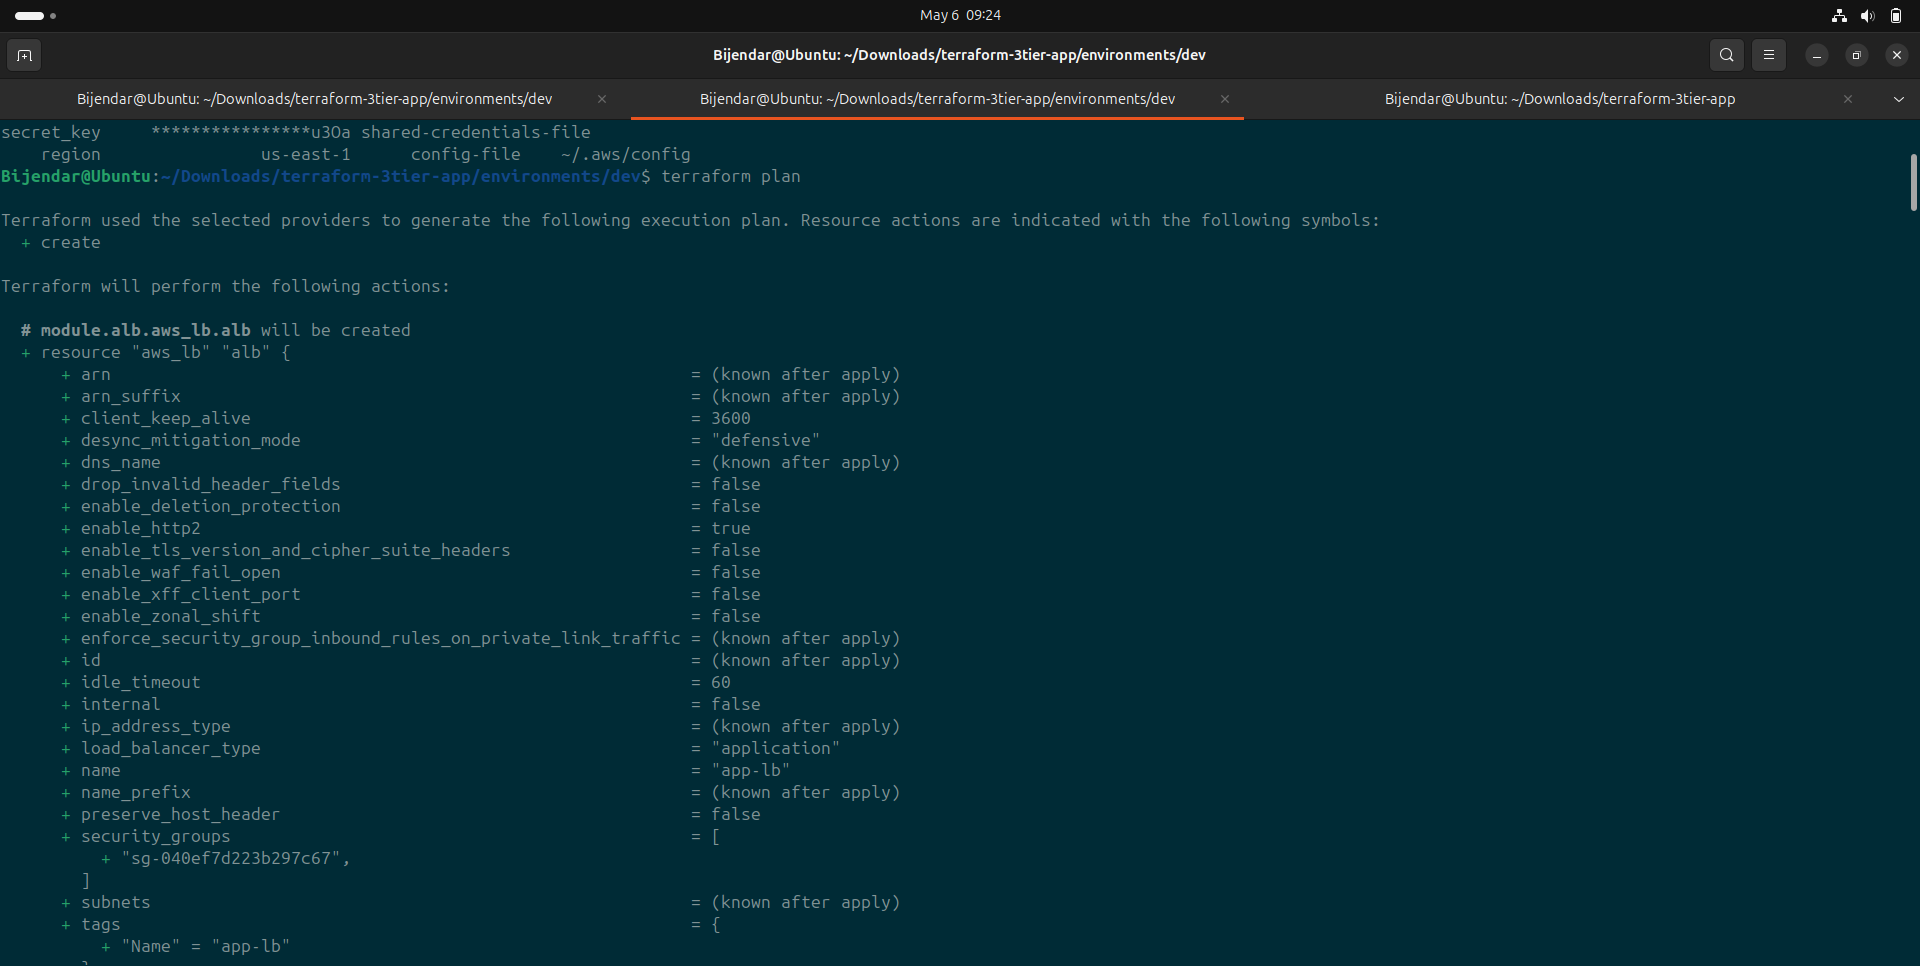 May 6 09:24
Bijendar@Ubuntu: ~/Downloads/terraform-3tier-app/environments/dev
Bijendar@Ubuntu: ~/Downloads/terraform-3tier-app/environments/dev
Bijendar@Ubuntu: ~/Downloads/terraform-3tier-app/environments/dev
Bijendar@Ubuntu: ~/Downloads/terraform-3tier-app
secret_key     ****************u3Oa shared-credentials-file
    region                us-east-1      config-file    ~/.aws/config
Bijendar@Ubuntu:~/Downloads/terraform-3tier-app/environments/dev$ terraform plan
Terraform used the selected providers to generate the following execution plan. Resource actions are indicated with the following symbols:
  + create
Terraform will perform the following actions:
  # module.alb.aws_lb.alb will be created
  + resource "aws_lb" "alb" {
      + arn                                                          = (known after apply)
      + arn_suffix                                                   = (known after apply)
      + client_keep_alive                                            = 3600
      + desync_mitigation_mode                                       = "defensive"
      + dns_name                                                     = (known after apply)
      + drop_invalid_header_fields                                   = false
      + enable_deletion_protection                                   = false
      + enable_http2                                                 = true
      + enable_tls_version_and_cipher_suite_headers                  = false
      + enable_waf_fail_open                                         = false
      + enable_xff_client_port                                       = false
      + enable_zonal_shift                                           = false
      + enforce_security_group_inbound_rules_on_private_link_traffic = (known after apply)
      + id                                                           = (known after apply)
      + idle_timeout                                                 = 60
      + internal                                                     = false
      + ip_address_type                                              = (known after apply)
      + load_balancer_type                                           = "application"
      + name                                                         = "app-lb"
      + name_prefix                                                  = (known after apply)
      + preserve_host_header                                         = false
      + security_groups                                              = [
          + "sg-040ef7d223b297c67",
        ]
      + subnets                                                      = (known after apply)
      + tags                                                         = {
          + "Name" = "app-lb"